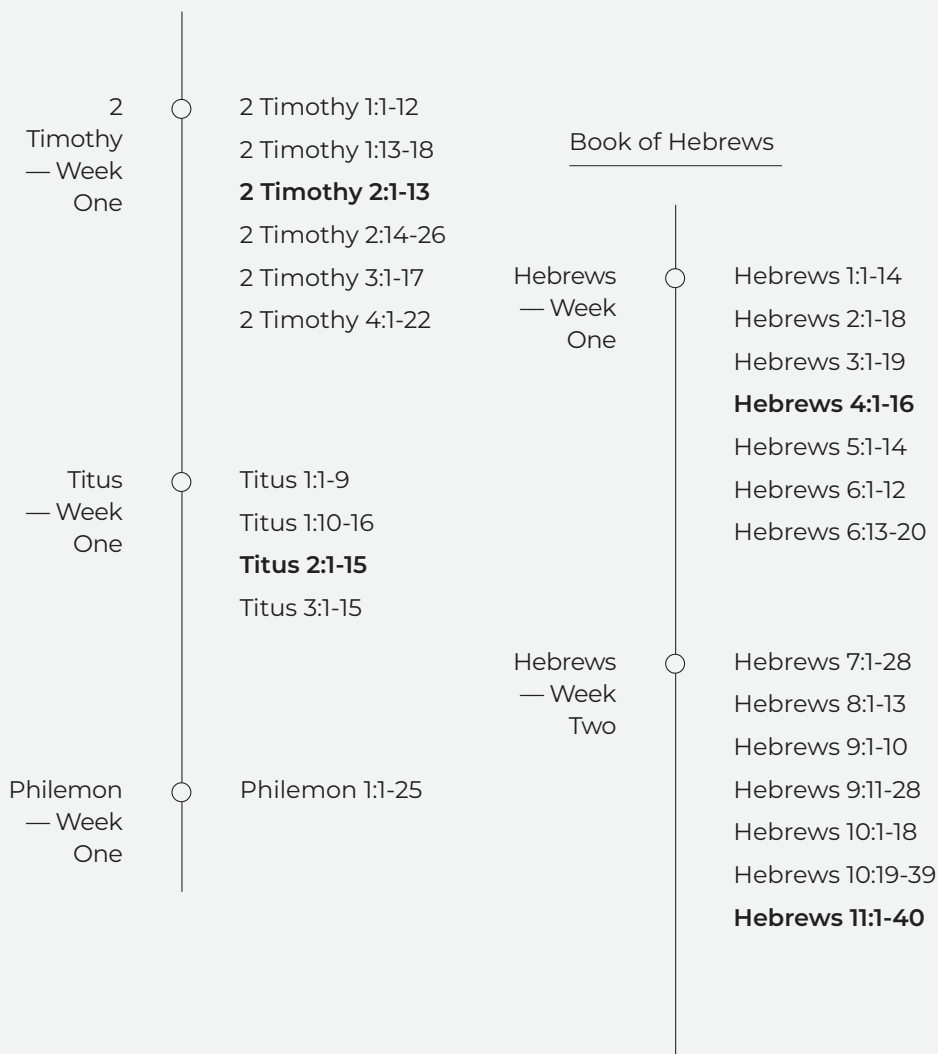 2
Timothy
— Week
One
2 Timothy 1:1-12
2 Timothy 1:13-18
2 Timothy 2:1-13
2 Timothy 2:14-26
2 Timothy 3:1-17
2 Timothy 4:1-22
Titus
— Week
One
Titus 1:1-9
Titus 1:10-16
Titus 2:1-15
Titus 3:1-15
Philemon
— Week
One
Philemon 1:1-25
Book of Hebrews
Hebrews
— Week
One
Hebrews 1:1-14
Hebrews 2:1-18
Hebrews 3:1-19
Hebrews 4:1-16
Hebrews 5:1-14
Hebrews 6:1-12
Hebrews 6:13-20
Hebrews
— Week
Two
Hebrews 7:1-28
Hebrews 8:1-13
Hebrews 9:1-10
Hebrews 9:11-28
Hebrews 10:1-18
Hebrews 10:19-39
Hebrews 11:1-40